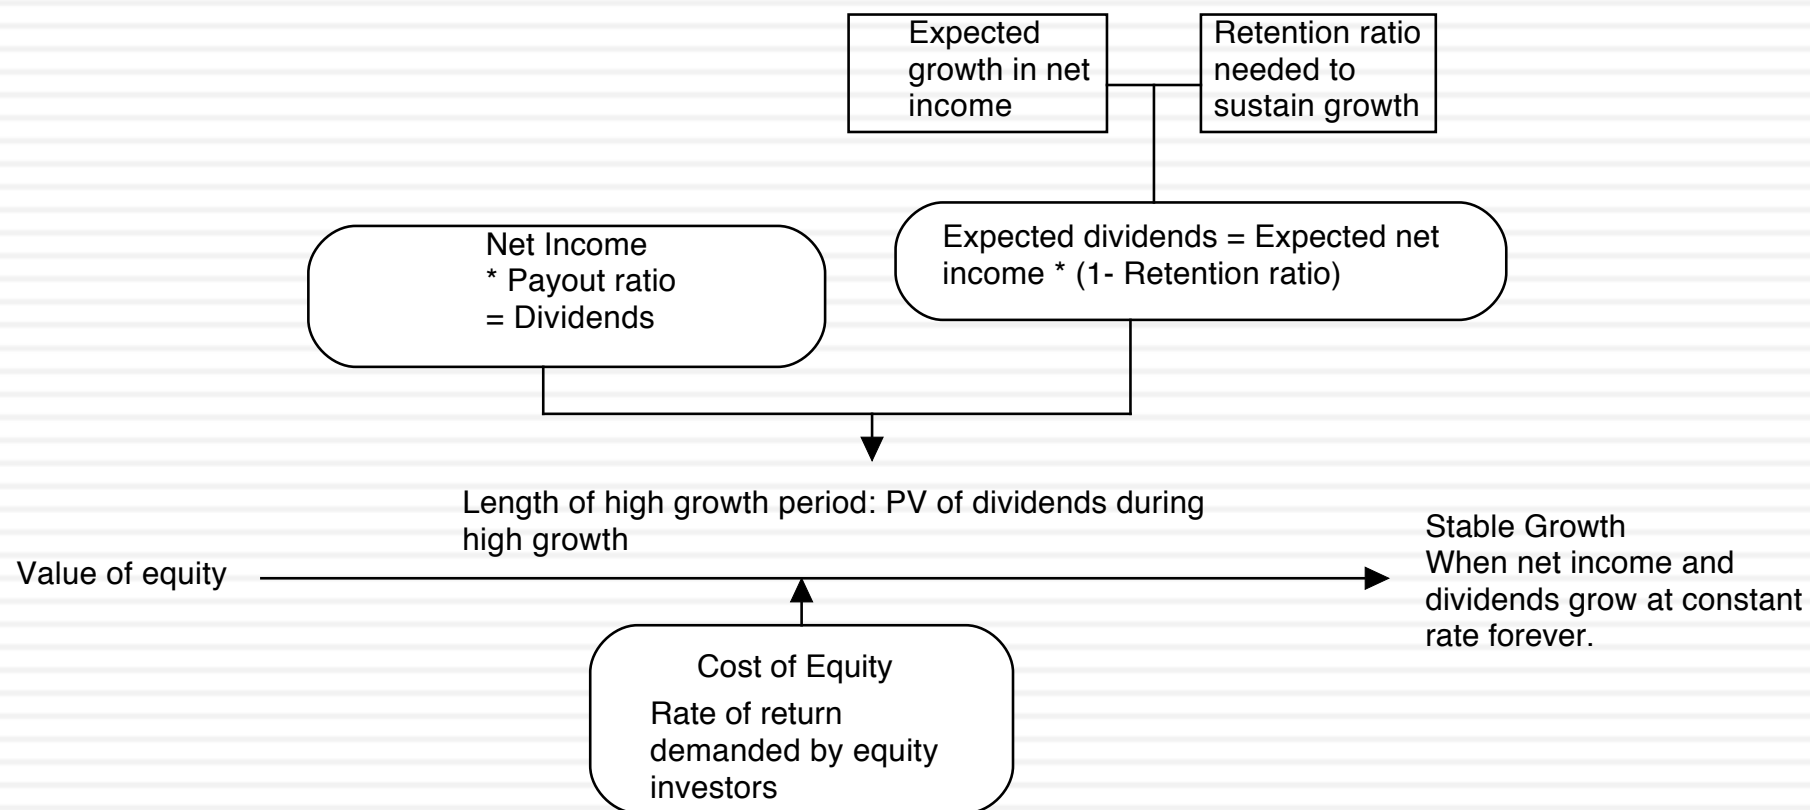 Expected
growth in net
income
Retention ratio
needed to
sustain growth
Net Income
* Payout ratio
= Dividends
Expected dividends = Expected net
income * (1- Retention ratio)
Length of high growth period: PV of dividends during
high growth
Value of equity
Stable Growth
When net income and
dividends grow at constant
rate forever.
Cost of Equity
Rate of return
demanded by equity
investors